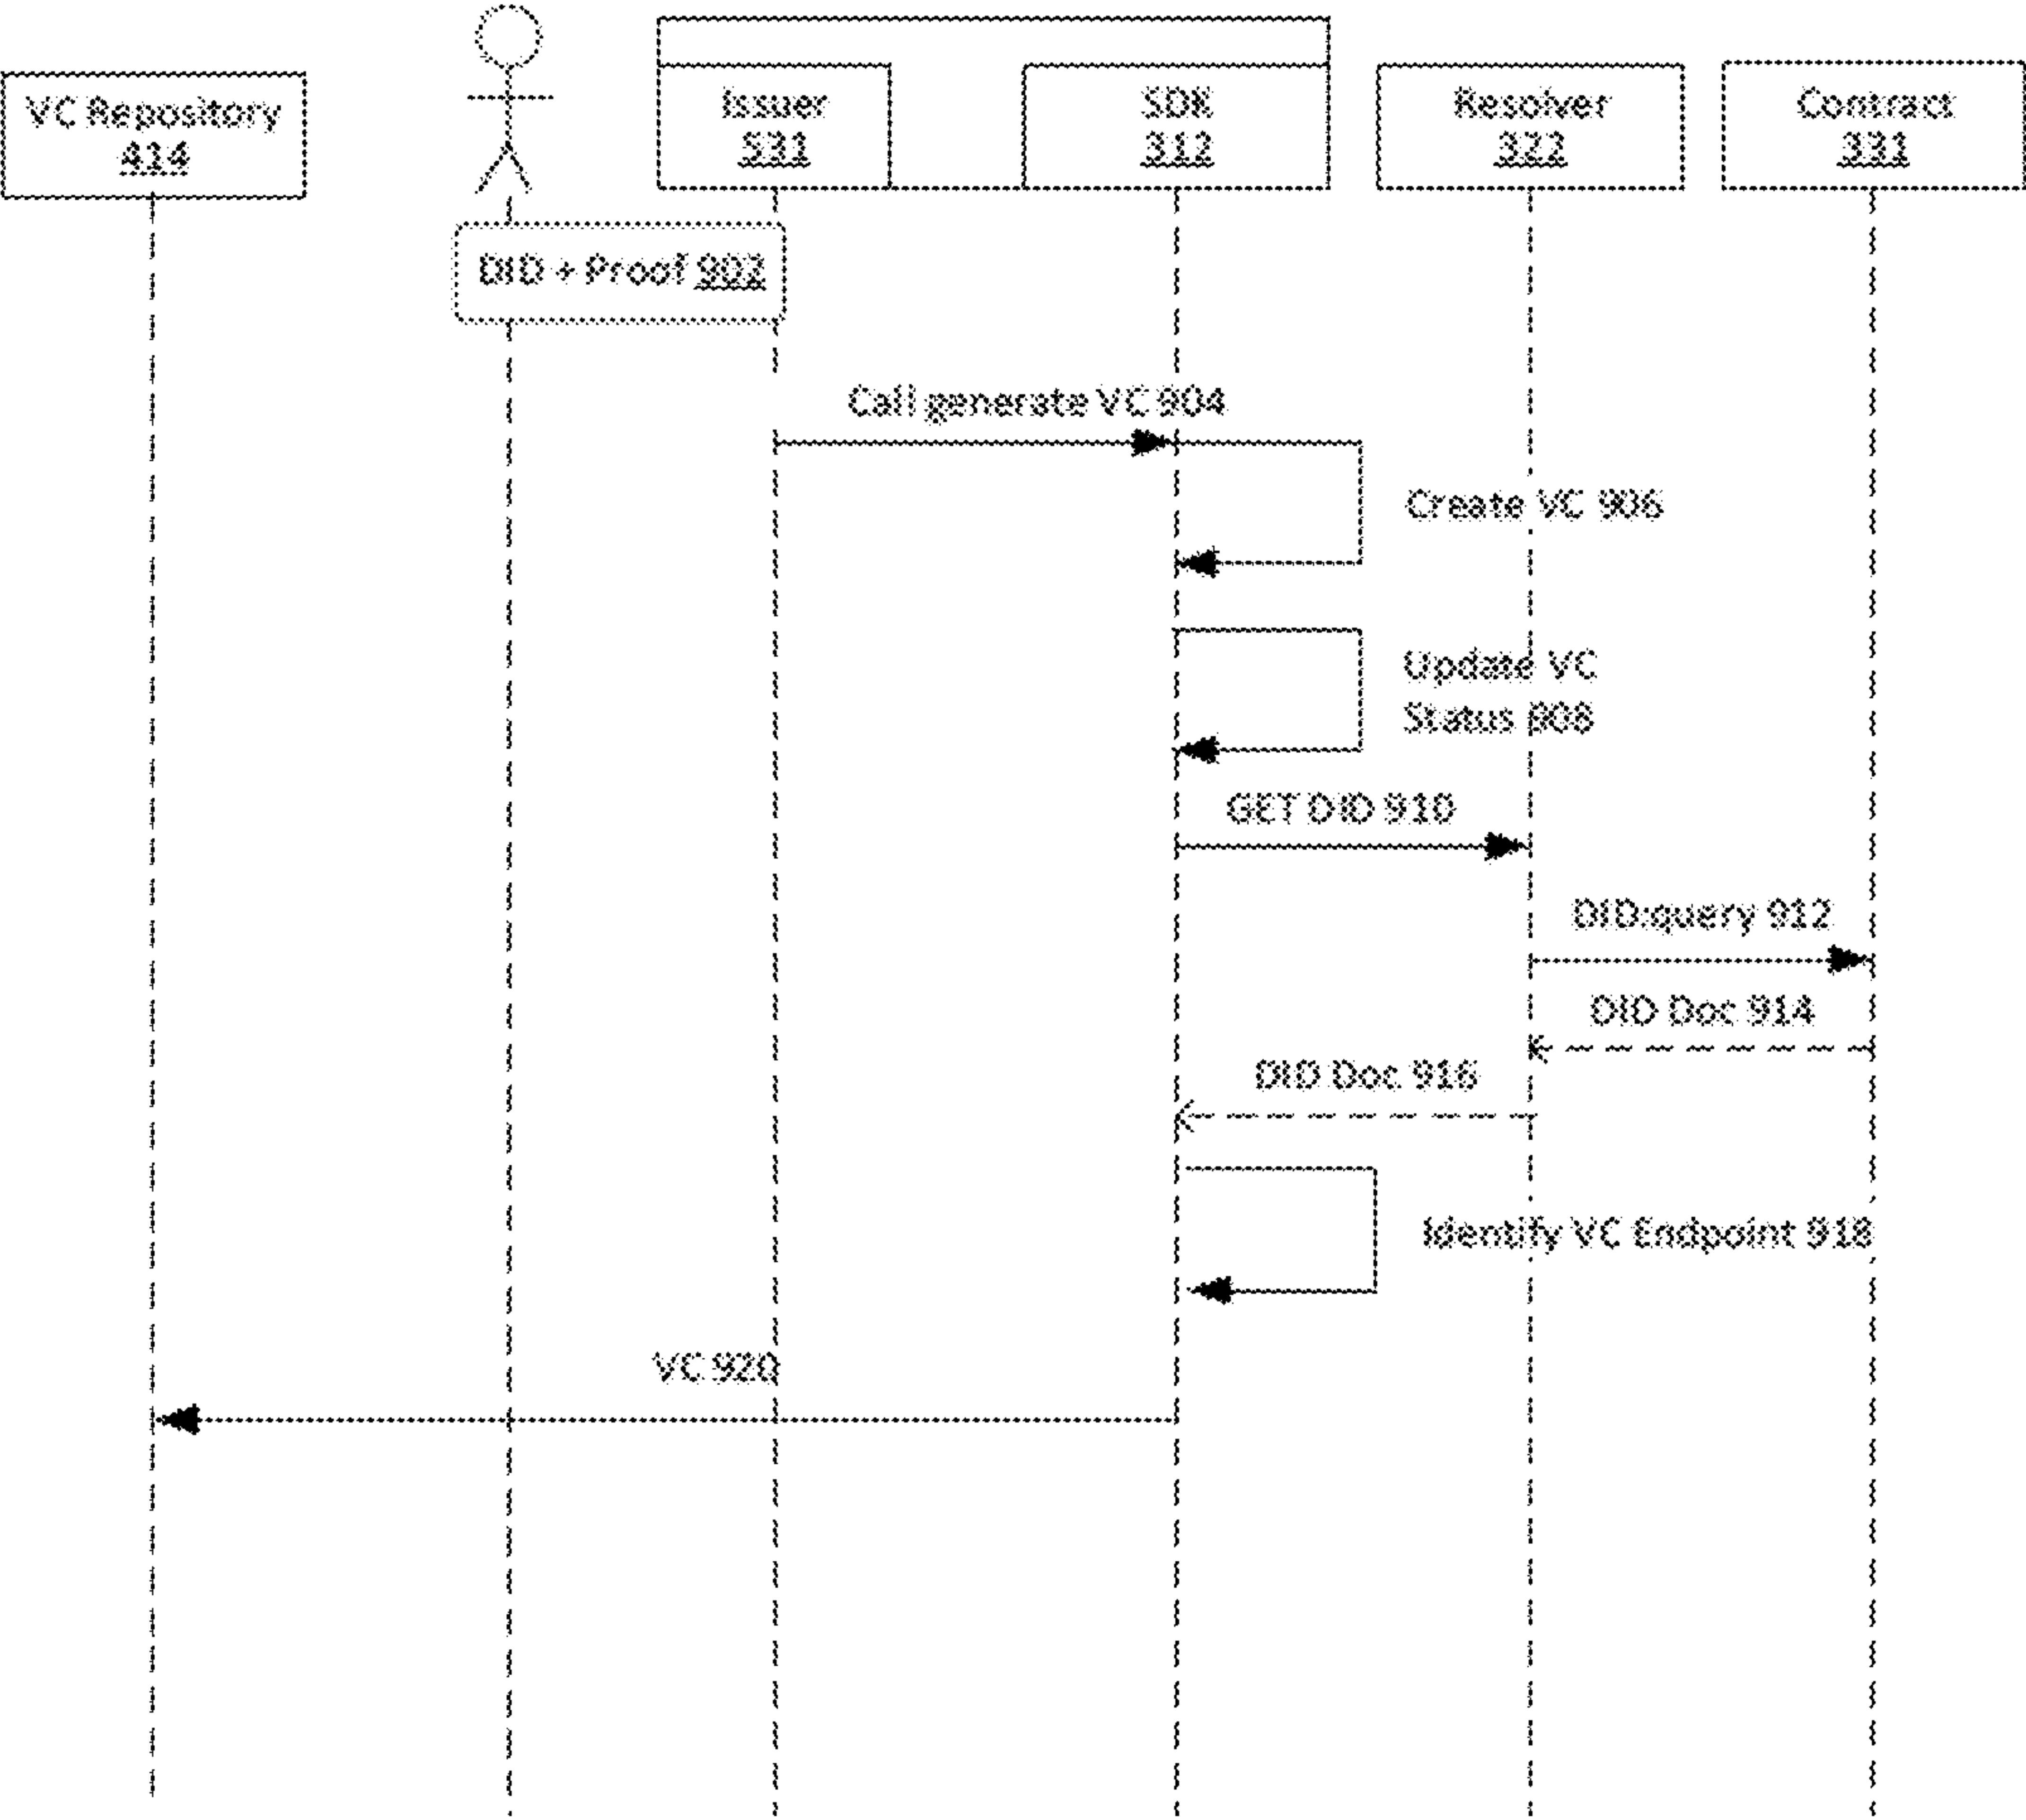 VC Repository
414
Issuer
531
SDK
312
Resolver
322
Contract
331
DID + Proof 902
Call generate VC 904
Create VC 906
Update VC
Status 908
GET DID 910
DID:query 912
DID Doc 914
DID Doc 916
Identify VC Endpoint 918
VC 920